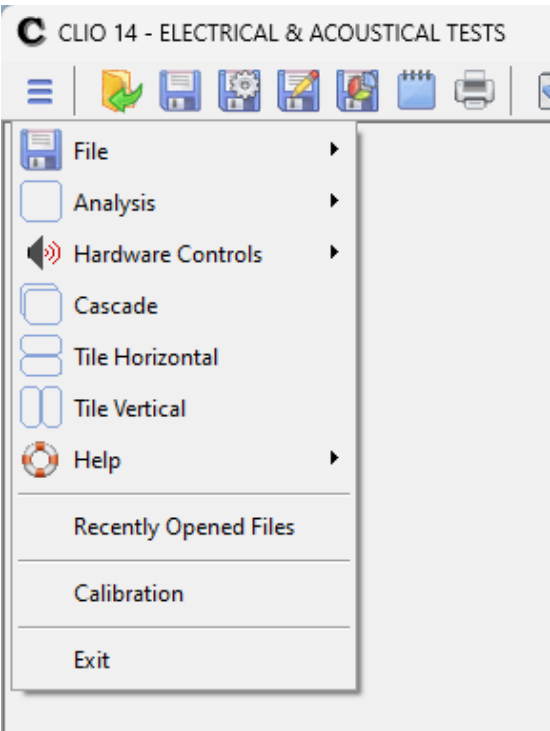 CLIO 14 - ELECTRICAL & ACOUSTICAL TESTS
File
Analysis
Hardware Controls
Cascade
Tile Horizontal
Tile Vertical
Help
Recently Opened Files
Calibration
Exit